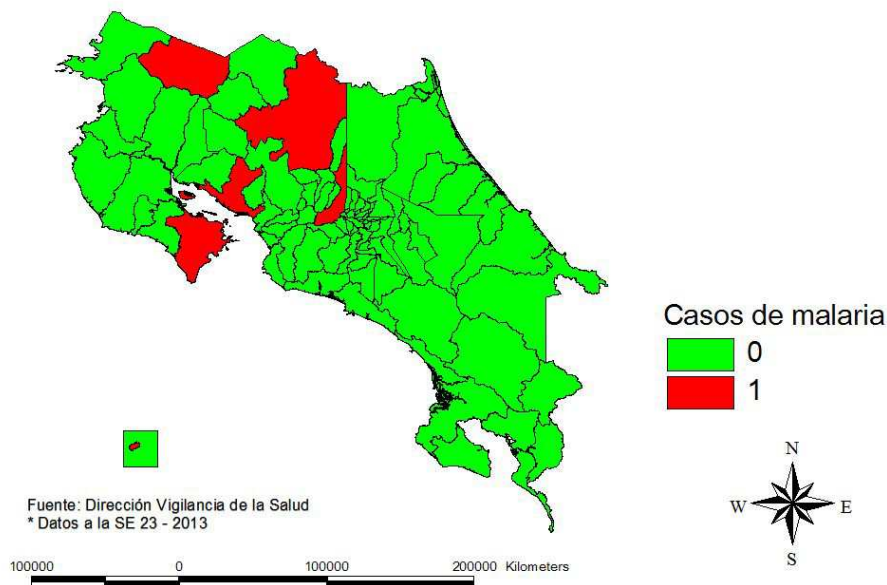 Casos de malaria
0
1
N
W E
S
Fuente: Dirección Vigilancia de la Salud
* Datos a la SE 23 - 2013
100000 0 100000 200000 Kilometers